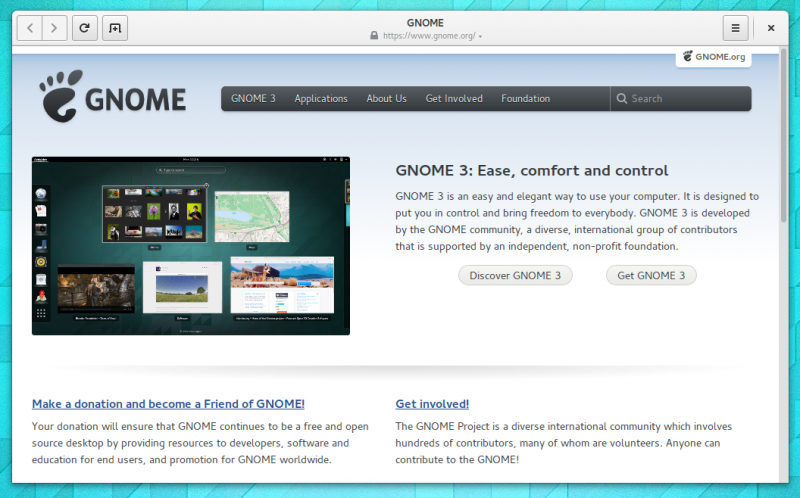 GNOME
https://www.gnome.org/
GNOME.org
GNOME
GNOME 3 Applications About Us Get Involved Foundation Search
GNOME 3: Ease, comfort and control
GNOME 3 is an easy and elegant way to use your computer. It is designed to
put you in control and bring freedom to everybody. GNOME 3 is developed
by the GNOME community, a diverse, international group of contributors
that is supported by an independent, non-profit foundation.
Discover GNOME 3 Get GNOME 3
Make a donation and become a Friend of GNOME!
Your donation will ensure that GNOME continues to be a free and open
source desktop by providing resources to developers, software and
education for end users, and promotion for GNOME worldwide.
Get involved!
The GNOME Project is a diverse international community which involves
hundreds of contributors, many of whom are volunteers. Anyone can
contribute to the GNOME!